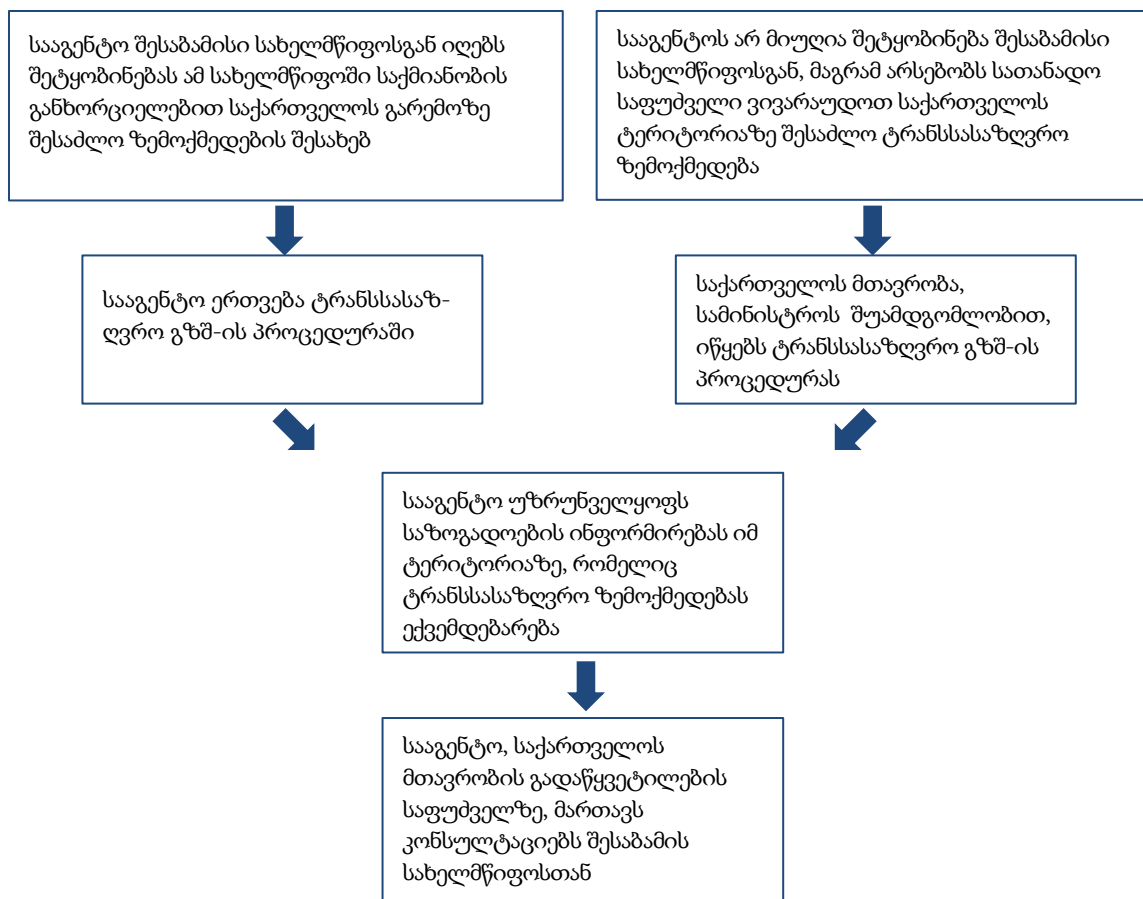 სააგენტო შესაბამისი სახელმწიფოსგან იღებს
შეტყობინებას ამ სახელმწიფოში საქმიანობის
განხორციელებით საქართველოს გარემოზე
შესაძლო ზემოქმედების შესახებ
სააგენტოს არ მიუღია შეტყობინება შესაბამისი
სახელმწიფოსგან, მაგრამ არსებობს სათანადო
საფუძველი ვივარაუდოთ საქართველოს
ტერიტორიაზე შესაძლო ტრანსსასაზღვრო
ზემოქმედება
სააგენტო ერთვება ტრანსსასაზ-
ღვრო გზშ-ის პროცედურაში
საქართველოს მთავრობა,
სამინისტროს შუამდგომლობით,
იწყებს ტრანსსასაზღვრო გზშ-ის
პროცედურას
სააგენტო უზრუნველყოფს
საზოგადოების ინფორმირებას იმ
ტერიტორიაზე, რომელიც
ტრანსსასაზღვრო ზემოქმედებას
ექვემდებარება
სააგენტო, საქართველოს
მთავრობის გადაწყვეტილების
საფუძველზე, მართავს
კონსულტაციებს შესაბამის
სახელმწიფოსთან